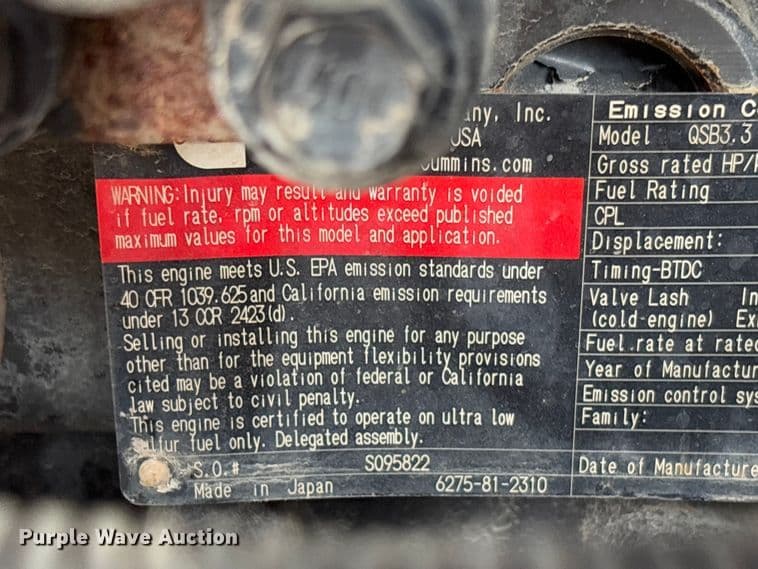 any, Inc.
USA
cummins.com
WARNING: Injury may result and warranty is voided
if fuel rate, rpm or altitudes exceed published
maximum values for this model and application.
This engine meets U.S. EPA emission standards under
40 CFR 1039.625 and California emission requirements
under 13 CCR 2423(d).
Selling or installing this engine for any purpose
other than for the equipment flexibility provisions
cited may be a violation of federal or California
law subject to civil penalty.
This engine is certified to operate on ultra low
sulfur fuel only. Delegated assembly.
S.O.# S095822
Made in Japan 6275-81-2310
Emission C
Model QSB3.3
Gross rated HP/
Fuel Rating
CPL
Displacement:
Timing-BTDC
Valve Lash In
(cold-engine) Ex
Fuel.rate at rated
Year of Manufactur
Emission control sys
Family:
Date of Manufacture
Purple Wave Auction